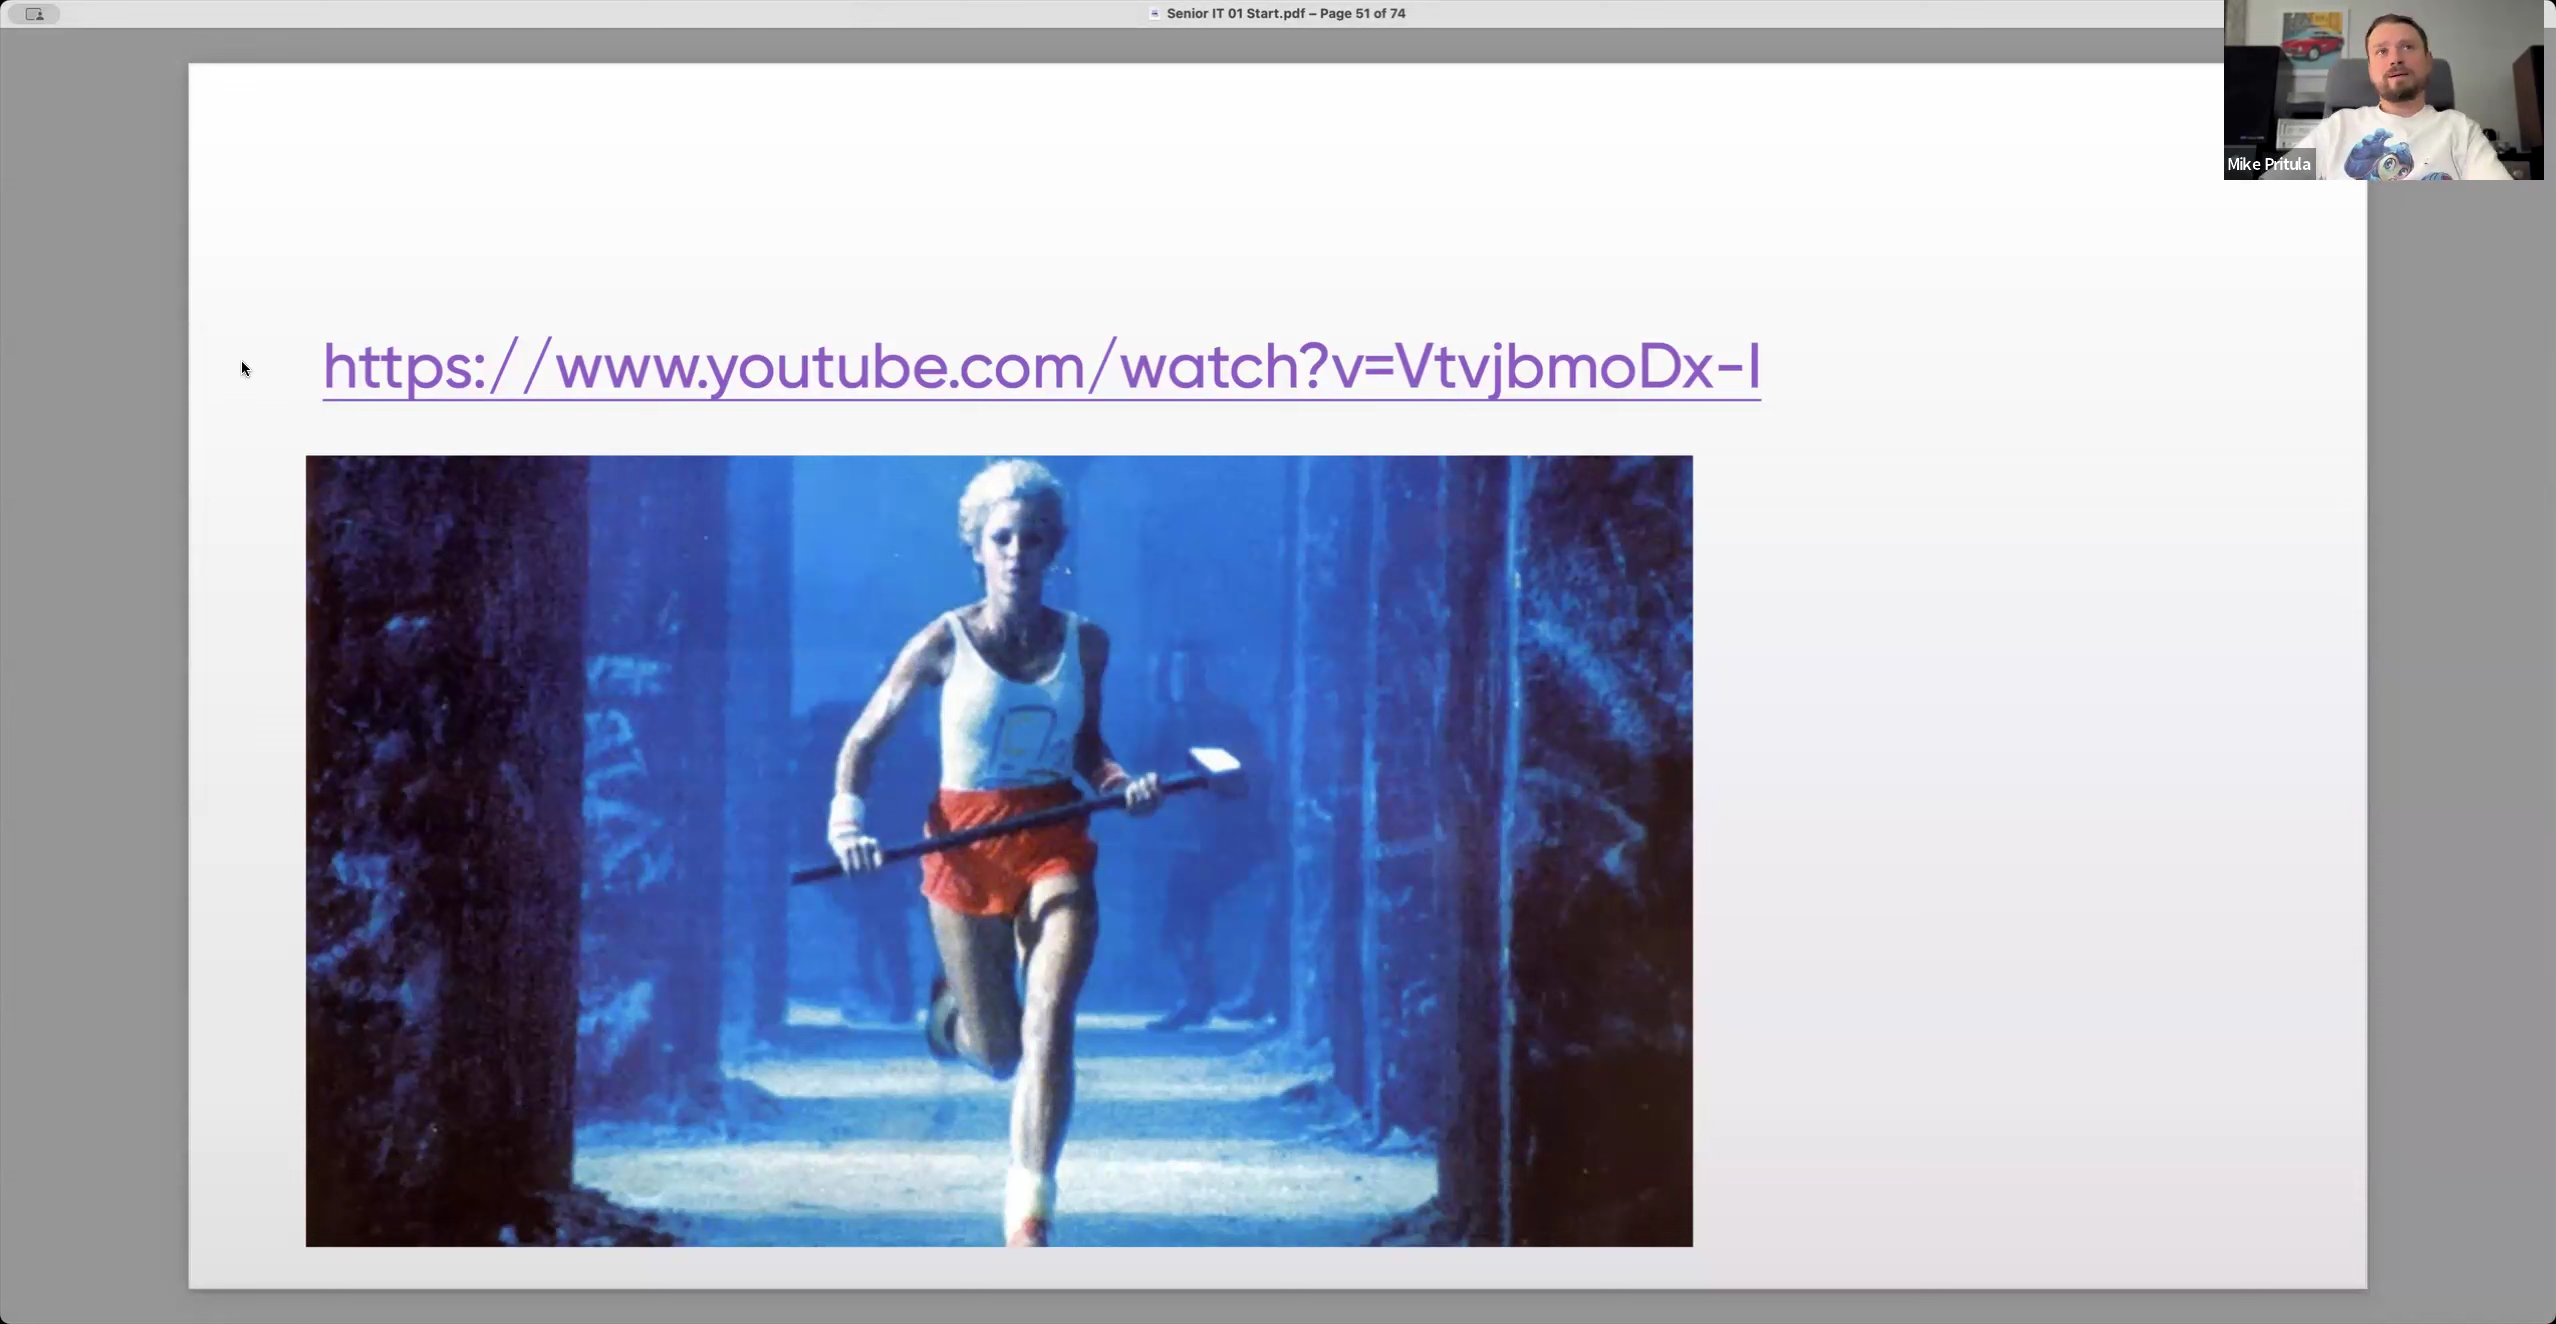 Senior IT 01 Start.pdf – Page 51 of 74
Mike Pritula
https://www.youtube.com/watch?v=VtvjbmoDx-I